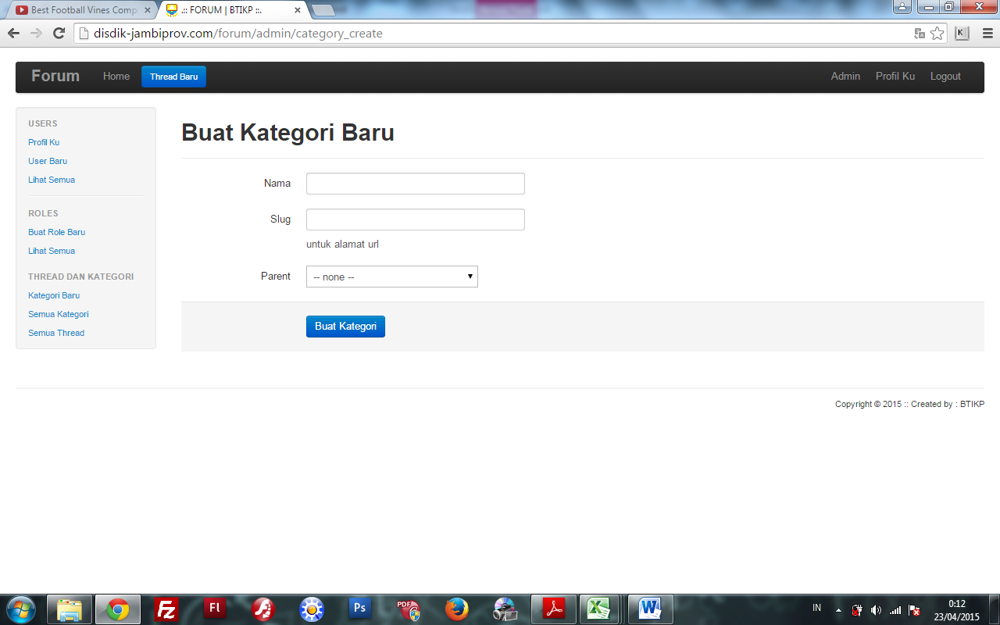 Best Football Vines Comp
.:: FORUM | BTIKP ::.
disdik-jambiprov.com/forum/admin/category_create
K
Forum
Home
Thread Baru
Admin
Profil Ku
Logout
USERS
Profil Ku
User Baru
Lihat Semua
ROLES
Buat Role Baru
Lihat Semua
THREAD DAN KATEGORI
Kategori Baru
Semua Kategori
Semua Thread
Buat Kategori Baru
Nama
Slug
untuk alamat url
Parent
-- none --
Buat Kategori
Copyright © 2015 :: Created by : BTIKP
Fz
Fl
Ps
PDF
W
IN
0:12
23/04/2015